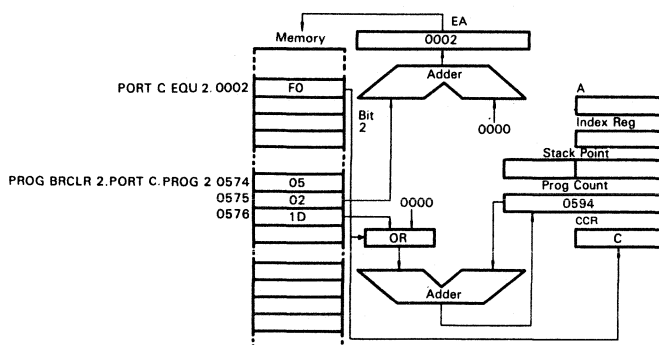 EA
Memory
0002
Adder
PORT C EQU 2. 0002
F0
A
Bit
2
0000
Index Reg
Stack Point
PROG BRCLR 2.PORT C. PROG 2 0574
05
Prog Count
0575
02
0594
0576
1D
0000
CCR
OR
C
Adder